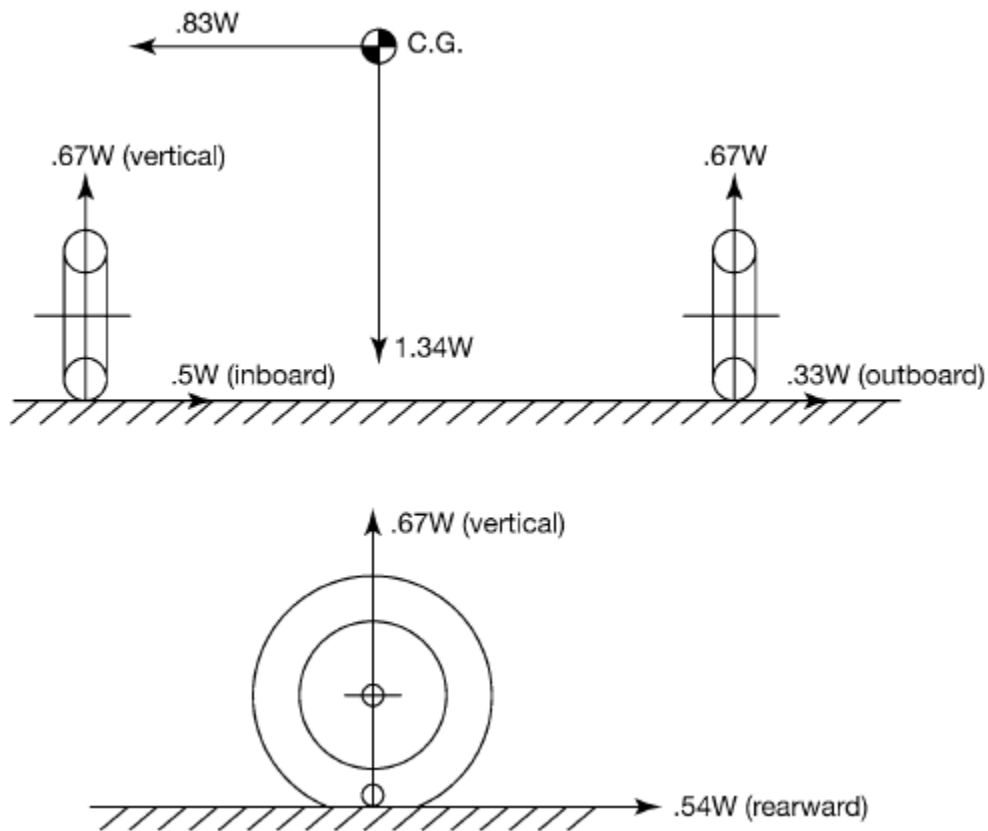 .83W
C.G.
.67W (vertical)
.67W
1.34W
.5W (inboard)
.33W (outboard)
.67W (vertical)
.54W (rearward)